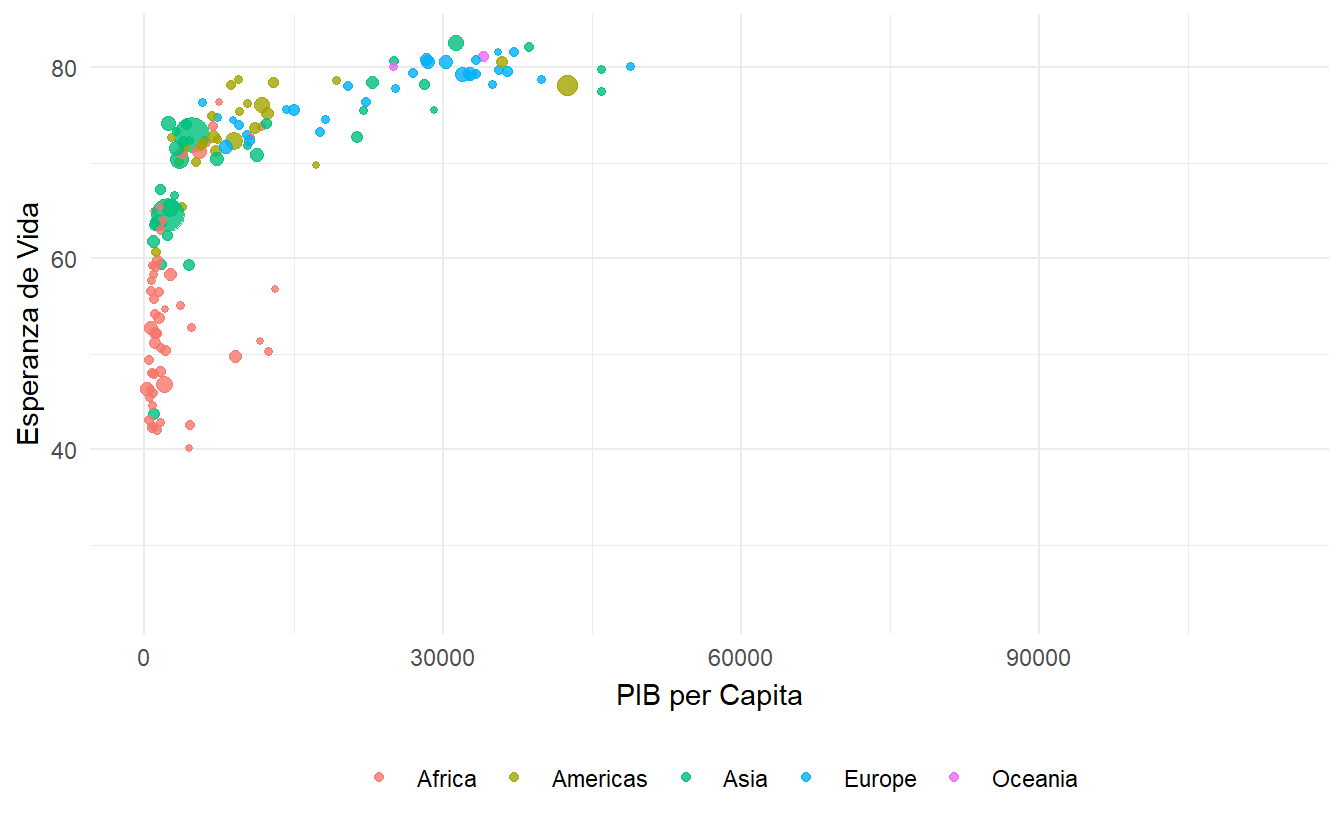 80
60
40
Esperanza de Vida
0 30000 60000 90000
PIB per Capita
Africa Americas Asia Europe Oceania